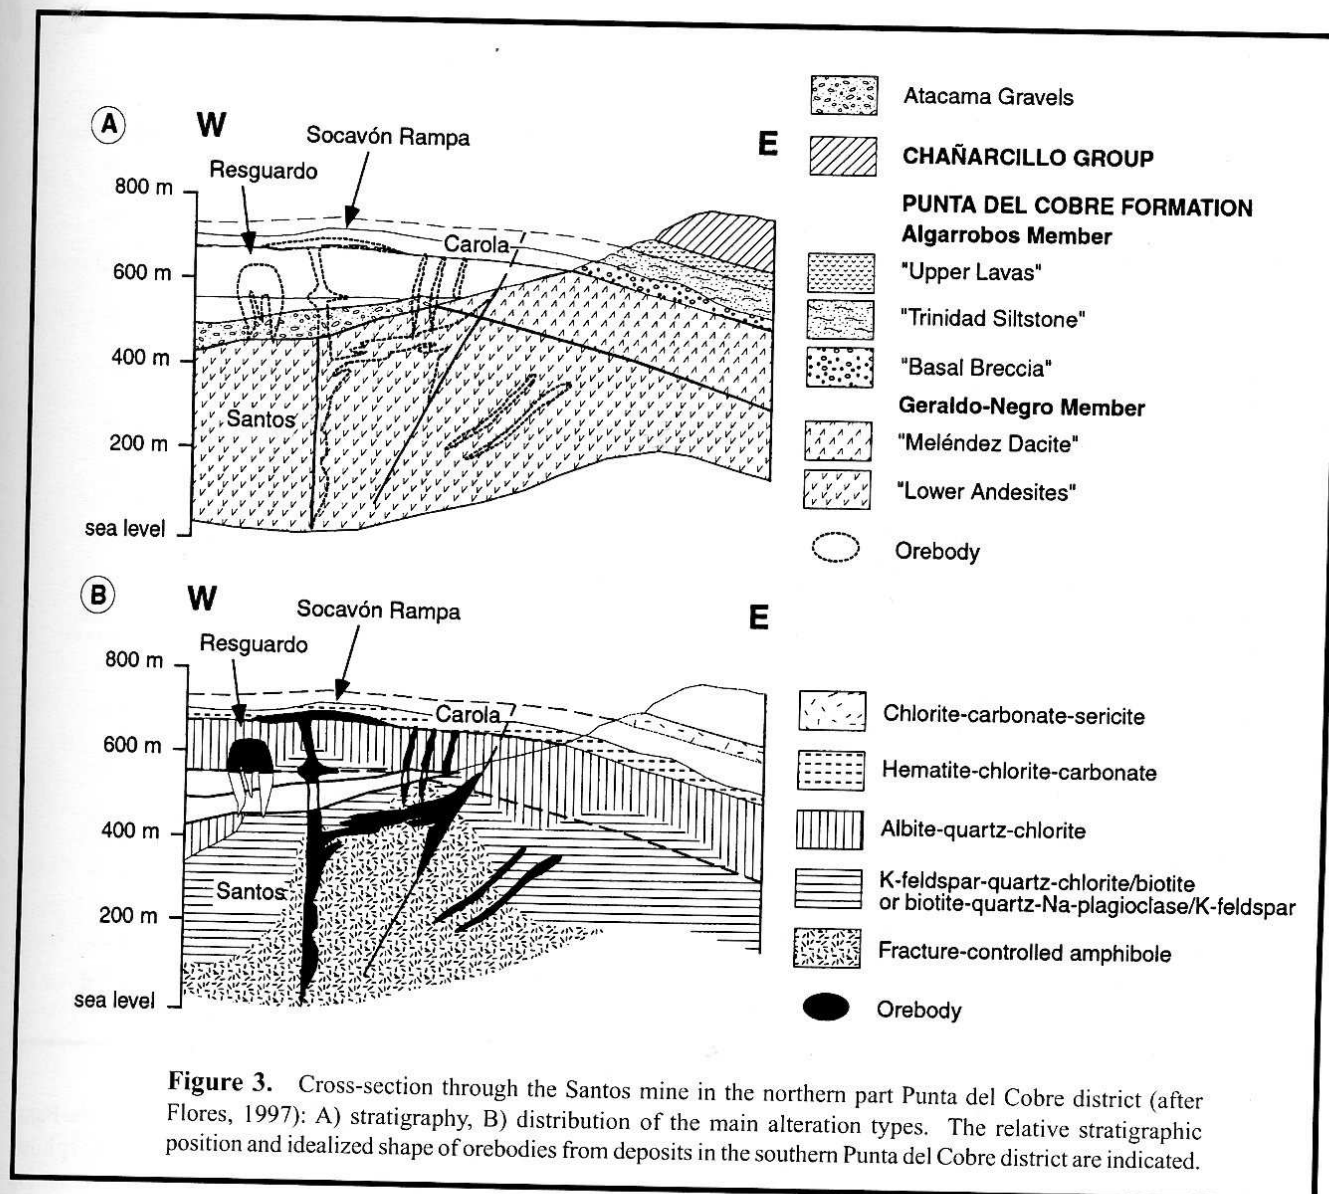 A
W
Socavón Rampa
Resguardo
E
800 m
Carola
600 m
400 m
Santos
200 m
sea level
Atacama Gravels
CHAÑARCILLO GROUP
PUNTA DEL COBRE FORMATION
Algarrobos Member
"Upper Lavas"
"Trinidad Siltstone"
"Basal Breccia"
Geraldo-Negro Member
"Meléndez Dacite"
"Lower Andesites"
Orebody
B
W
Socavón Rampa
Resguardo
E
800 m
Carola
600 m
400 m
Santos
200 m
sea level
Chlorite-carbonate-sericite
Hematite-chlorite-carbonate
Albite-quartz-chlorite
K-feldspar-quartz-chlorite/biotite
or biotite-quartz-Na-plagioclase/K-feldspar
Fracture-controlled amphibole
Orebody
Figure 3. Cross-section through the Santos mine in the northern part Punta del Cobre district (after
Flores, 1997): A) stratigraphy, B) distribution of the main alteration types. The relative stratigraphic
position and idealized shape of orebodies from deposits in the southern Punta del Cobre district are indicated.